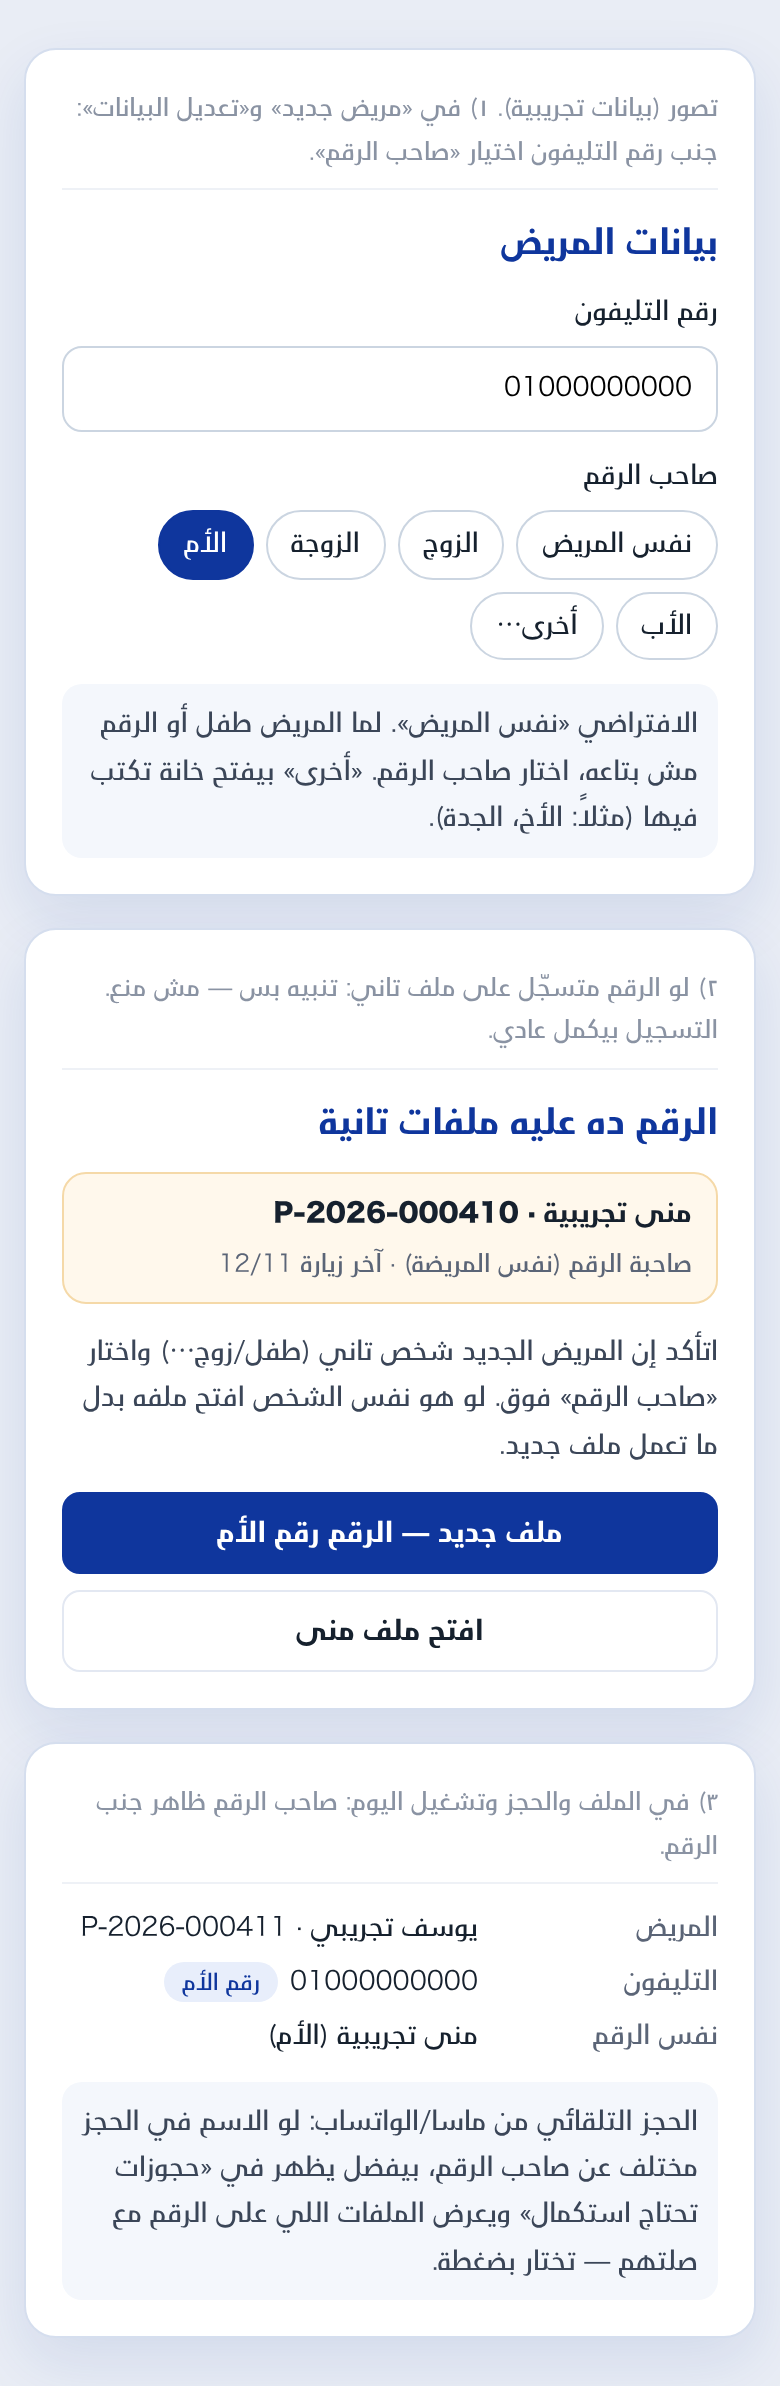 تصور (بيانات تجريبية). ١) في «مريض جديد» و«تعديل البيانات»:
جنب رقم التليفون اختيار «صاحب الرقم».
بيانات المريض
رقم التليفون
01000000000
صاحب الرقم
نفس المريض
الزوج
الزوجة
الأم
الأب
أخرى…
الافتراضي «نفس المريض». لما المريض طفل أو الرقم
مش بتاعه، اختار صاحب الرقم. «أخرى» بيفتح خانة تكتب
فيها (مثلاً: الأخ، الجدة).
٢) لو الرقم متسجّل على ملف تاني: تنبيه بس — مش منع.
التسجيل بيكمل عادي.
الرقم ده عليه ملفات تانية
منى تجريبية · P-2026-000410
صاحبة الرقم (نفس المريضة) · آخر زيارة 12/11
اتأكد إن المريض الجديد شخص تاني (طفل/زوج…) واختار
«صاحب الرقم» فوق. لو هو نفس الشخص افتح ملفه بدل
ما تعمل ملف جديد.
ملف جديد — الرقم رقم الأم
افتح ملف منى
٣) في الملف والحجز وتشغيل اليوم: صاحب الرقم ظاهر جنب
الرقم.
المريض يوسف تجريبي · P-2026-000411
التليفون 01000000000 رقم الأم
نفس الرقم منى تجريبية (الأم)
الحجز التلقائي من ماسا/الواتساب: لو الاسم في الحجز
مختلف عن صاحب الرقم، بيفضل يظهر في «حجوزات
تحتاج استكمال» ويعرض الملفات اللي على الرقم مع
صلتهم — تختار بضغطة.